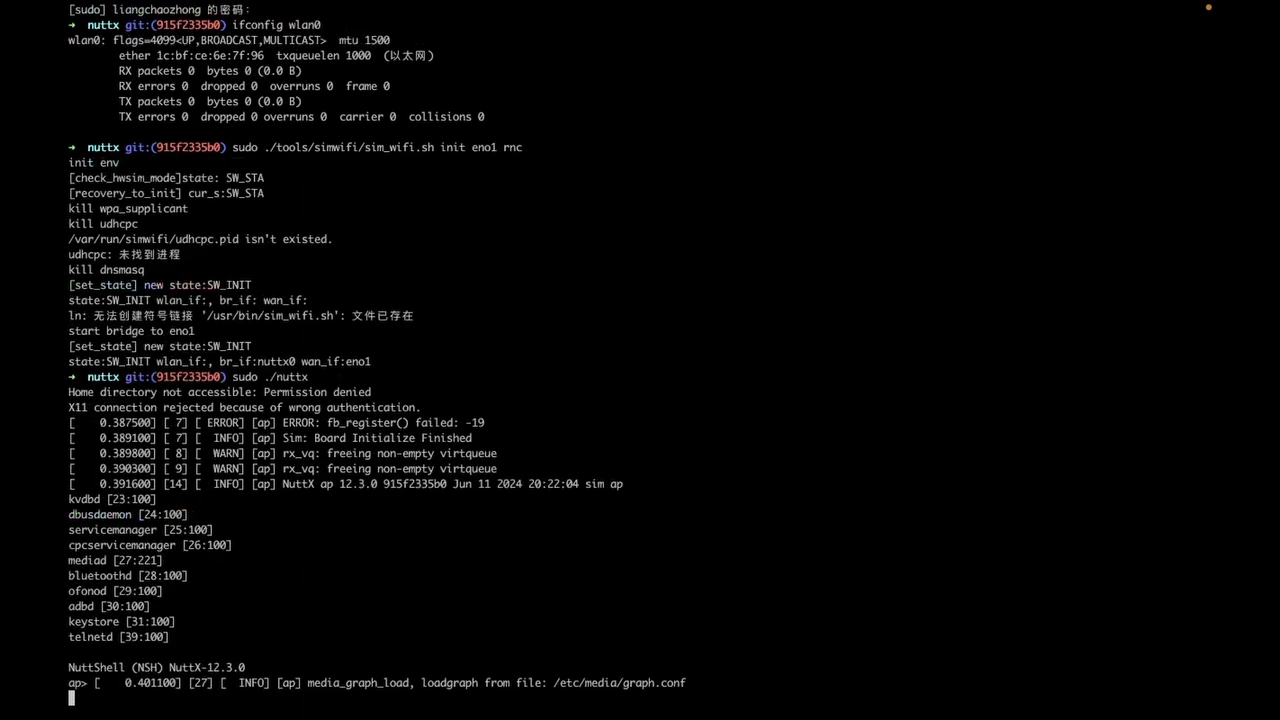 [sudo] liangchaozhong 的密码：
→ nuttx git:(915f2335b0) ifconfig wlan0
wlan0: flags=4099<UP,BROADCAST,MULTICAST>  mtu 1500
ether 1c:bf:ce:6e:7f:96  txqueuelen 1000  (以太网)
RX packets 0  bytes 0 (0.0 B)
RX errors 0  dropped 0  overruns 0  frame 0
TX packets 0  bytes 0 (0.0 B)
TX errors 0  dropped 0 overruns 0  carrier 0  collisions 0
→ nuttx git:(915f2335b0) sudo ./tools/simwifi/sim_wifi.sh init eno1 rnc
init env
[check_hwsim_mode]state: SW_STA
[recovery_to_init] cur_s:SW_STA
kill wpa_supplicant
kill udhcpc
/var/run/simwifi/udhcpc.pid isn't existed.
udhcpc: 未找到进程
kill dnsmasq
[set_state] new state:SW_INIT
state:SW_INIT wlan_if:, br_if: wan_if:
ln: 无法创建符号链接 '/usr/bin/sim_wifi.sh': 文件已存在
start bridge to eno1
[set_state] new state:SW_INIT
state:SW_INIT wlan_if:, br_if:nuttx0 wan_if:eno1
→ nuttx git:(915f2335b0) sudo ./nuttx
Home directory not accessible: Permission denied
X11 connection rejected because of wrong authentication.
[    0.387500] [ 7] [ ERROR] [ap] ERROR: fb_register() failed: -19
[    0.389100] [ 7] [  INFO] [ap] Sim: Board Initialize Finished
[    0.389800] [ 8] [  WARN] [ap] rx_vq: freeing non-empty virtqueue
[    0.390300] [ 9] [  WARN] [ap] rx_vq: freeing non-empty virtqueue
[    0.391600] [14] [  INFO] [ap] NuttX ap 12.3.0 915f2335b0 Jun 11 2024 20:22:04 sim ap
kvdbd [23:100]
dbusdaemon [24:100]
servicemanager [25:100]
cpcservicemanager [26:100]
mediad [27:221]
bluetoothd [28:100]
ofonod [29:100]
adbd [30:100]
keystore [31:100]
telnetd [39:100]
NuttShell (NSH) NuttX-12.3.0
ap> [    0.401100] [27] [  INFO] [ap] media_graph_load, loadgraph from file: /etc/media/graph.conf